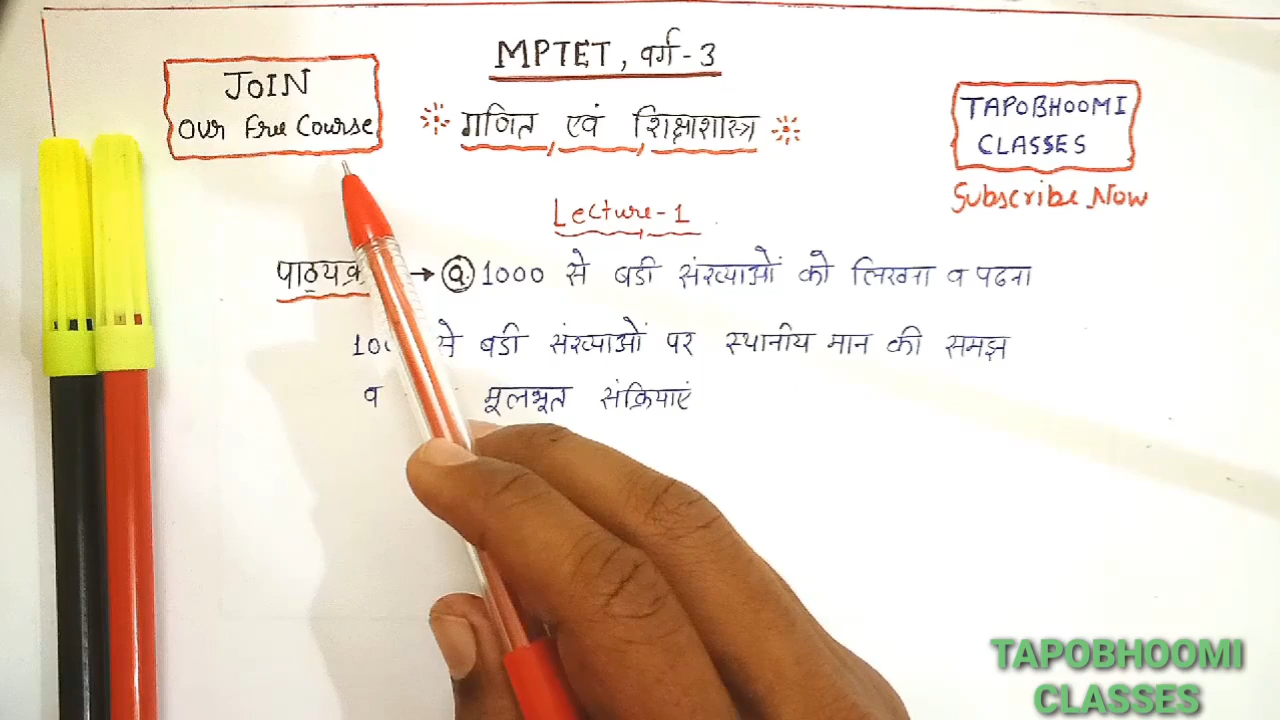 MPTET, वर्ग-3
JOIN
Our Free Course
गणित एवं शिक्षाशास्त्र
TAPOBHOOMI
CLASSES
Subscribe Now
Lecture-1
→ @ 1000 से बडी संख्याओं को लिखना व पढना
से बडी संख्याओं पर स्थानीय मान की समझ
व मूलभूत संक्रियाएं
TAPOBHOOMI
CLASSES